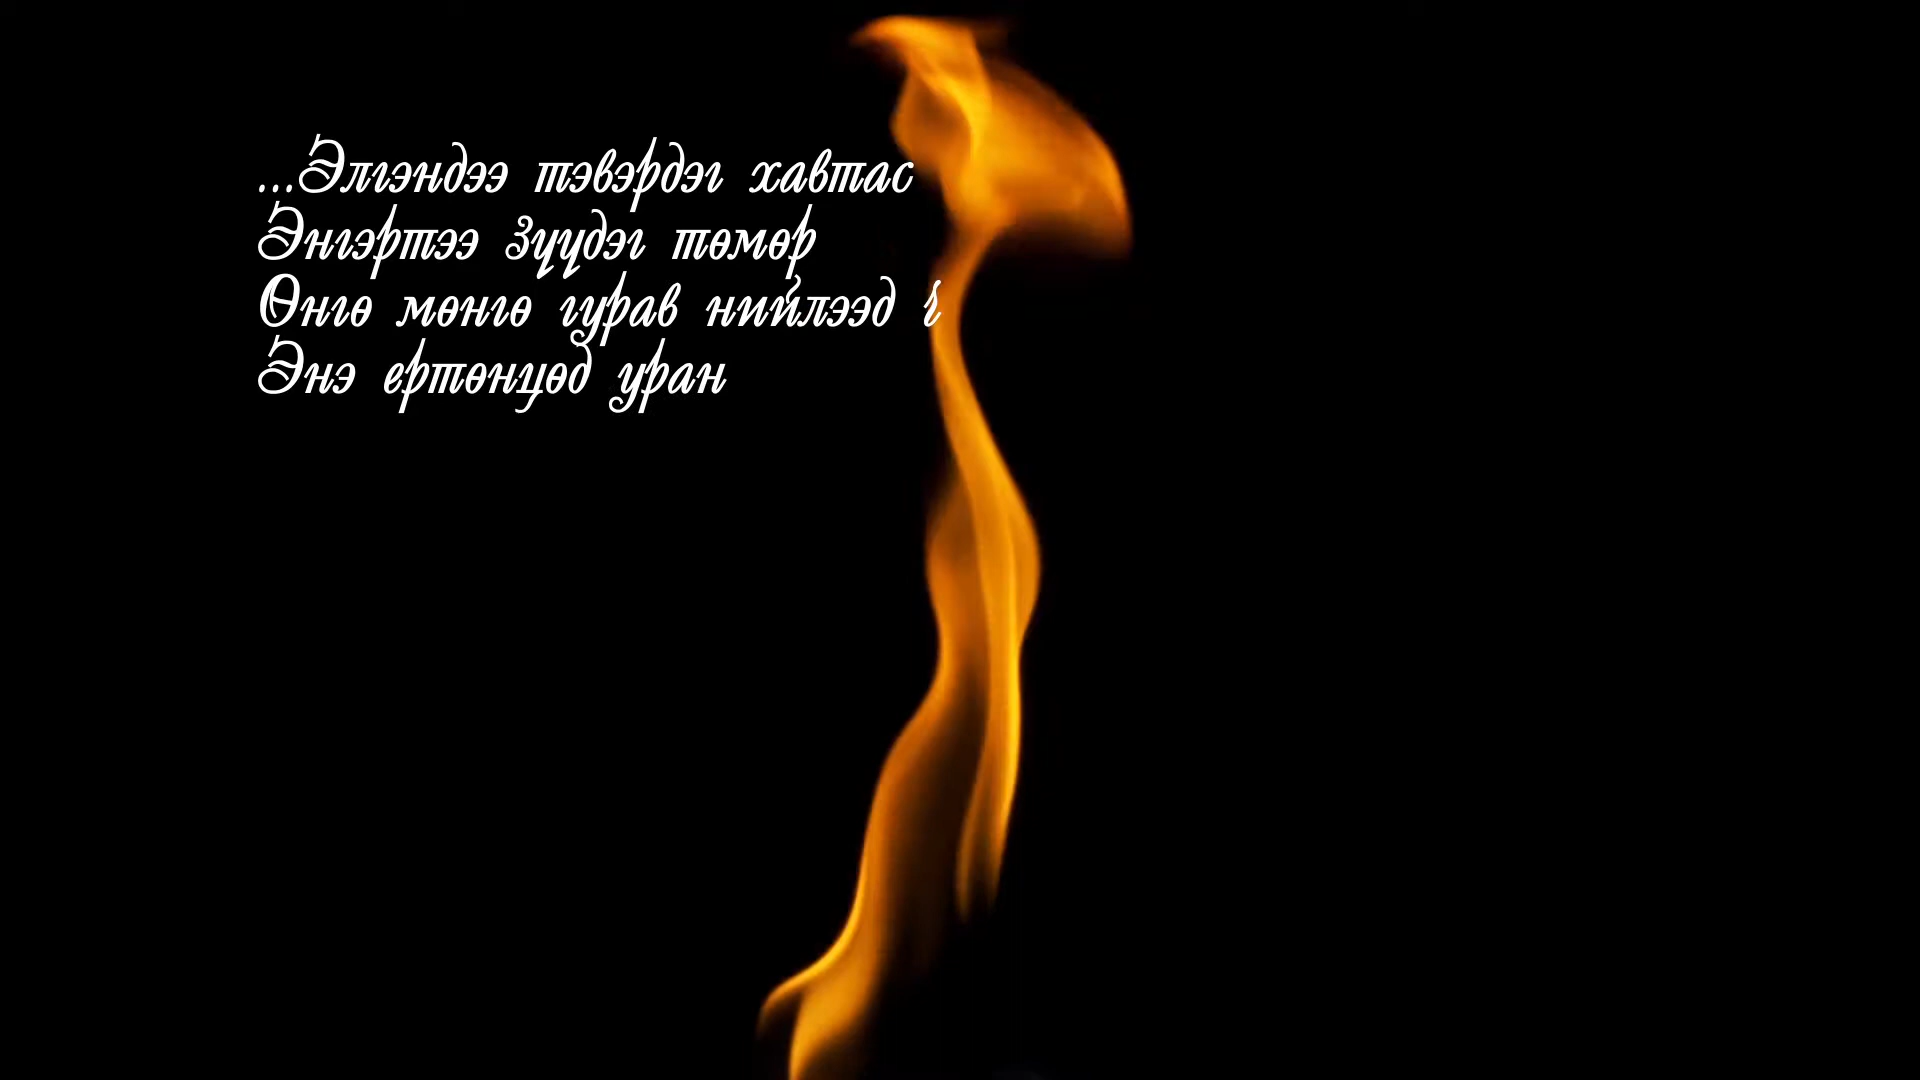 ...Элгэндээ тэвэрдэг хавтас
Энгэртээ зүүдэг төмөр
Өнгө мөнгө гурав нийлээд
Энэ ертөнцөд уран